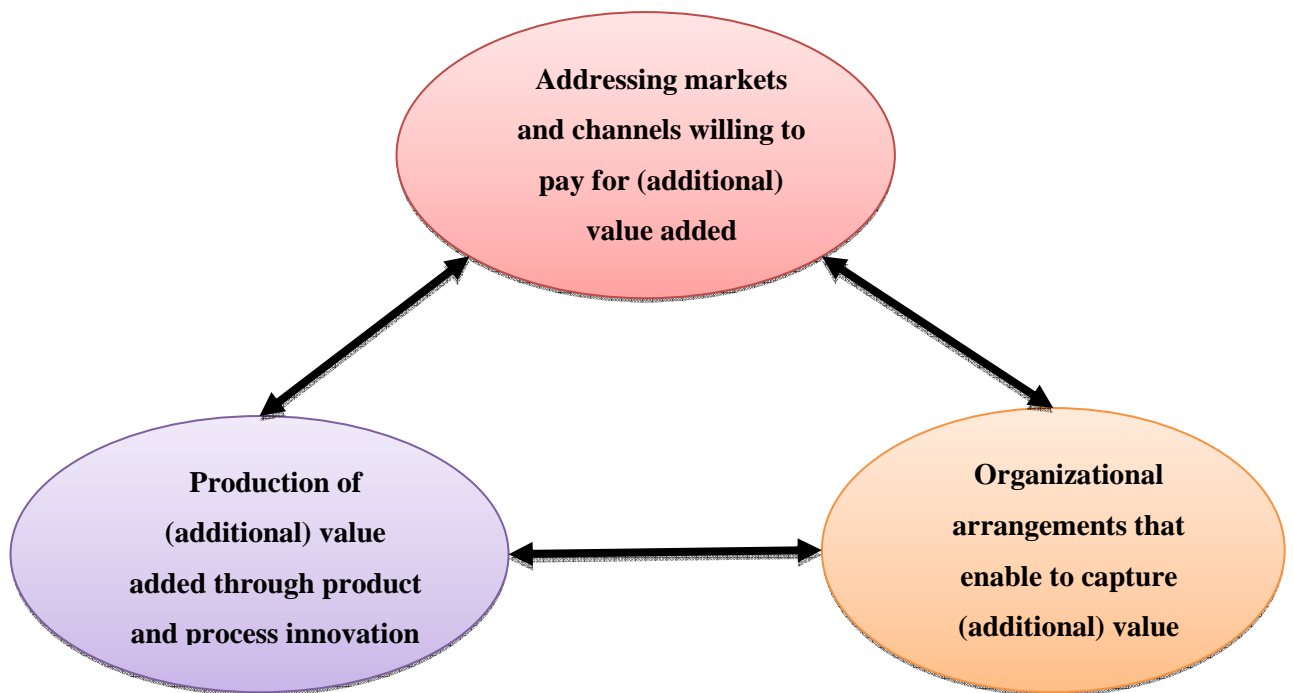 Addressing markets
and channels willing to
pay for (additional)
value added
Production of
(additional) value
added through product
and process innovation
Organizational
arrangements that
enable to capture
(additional) value